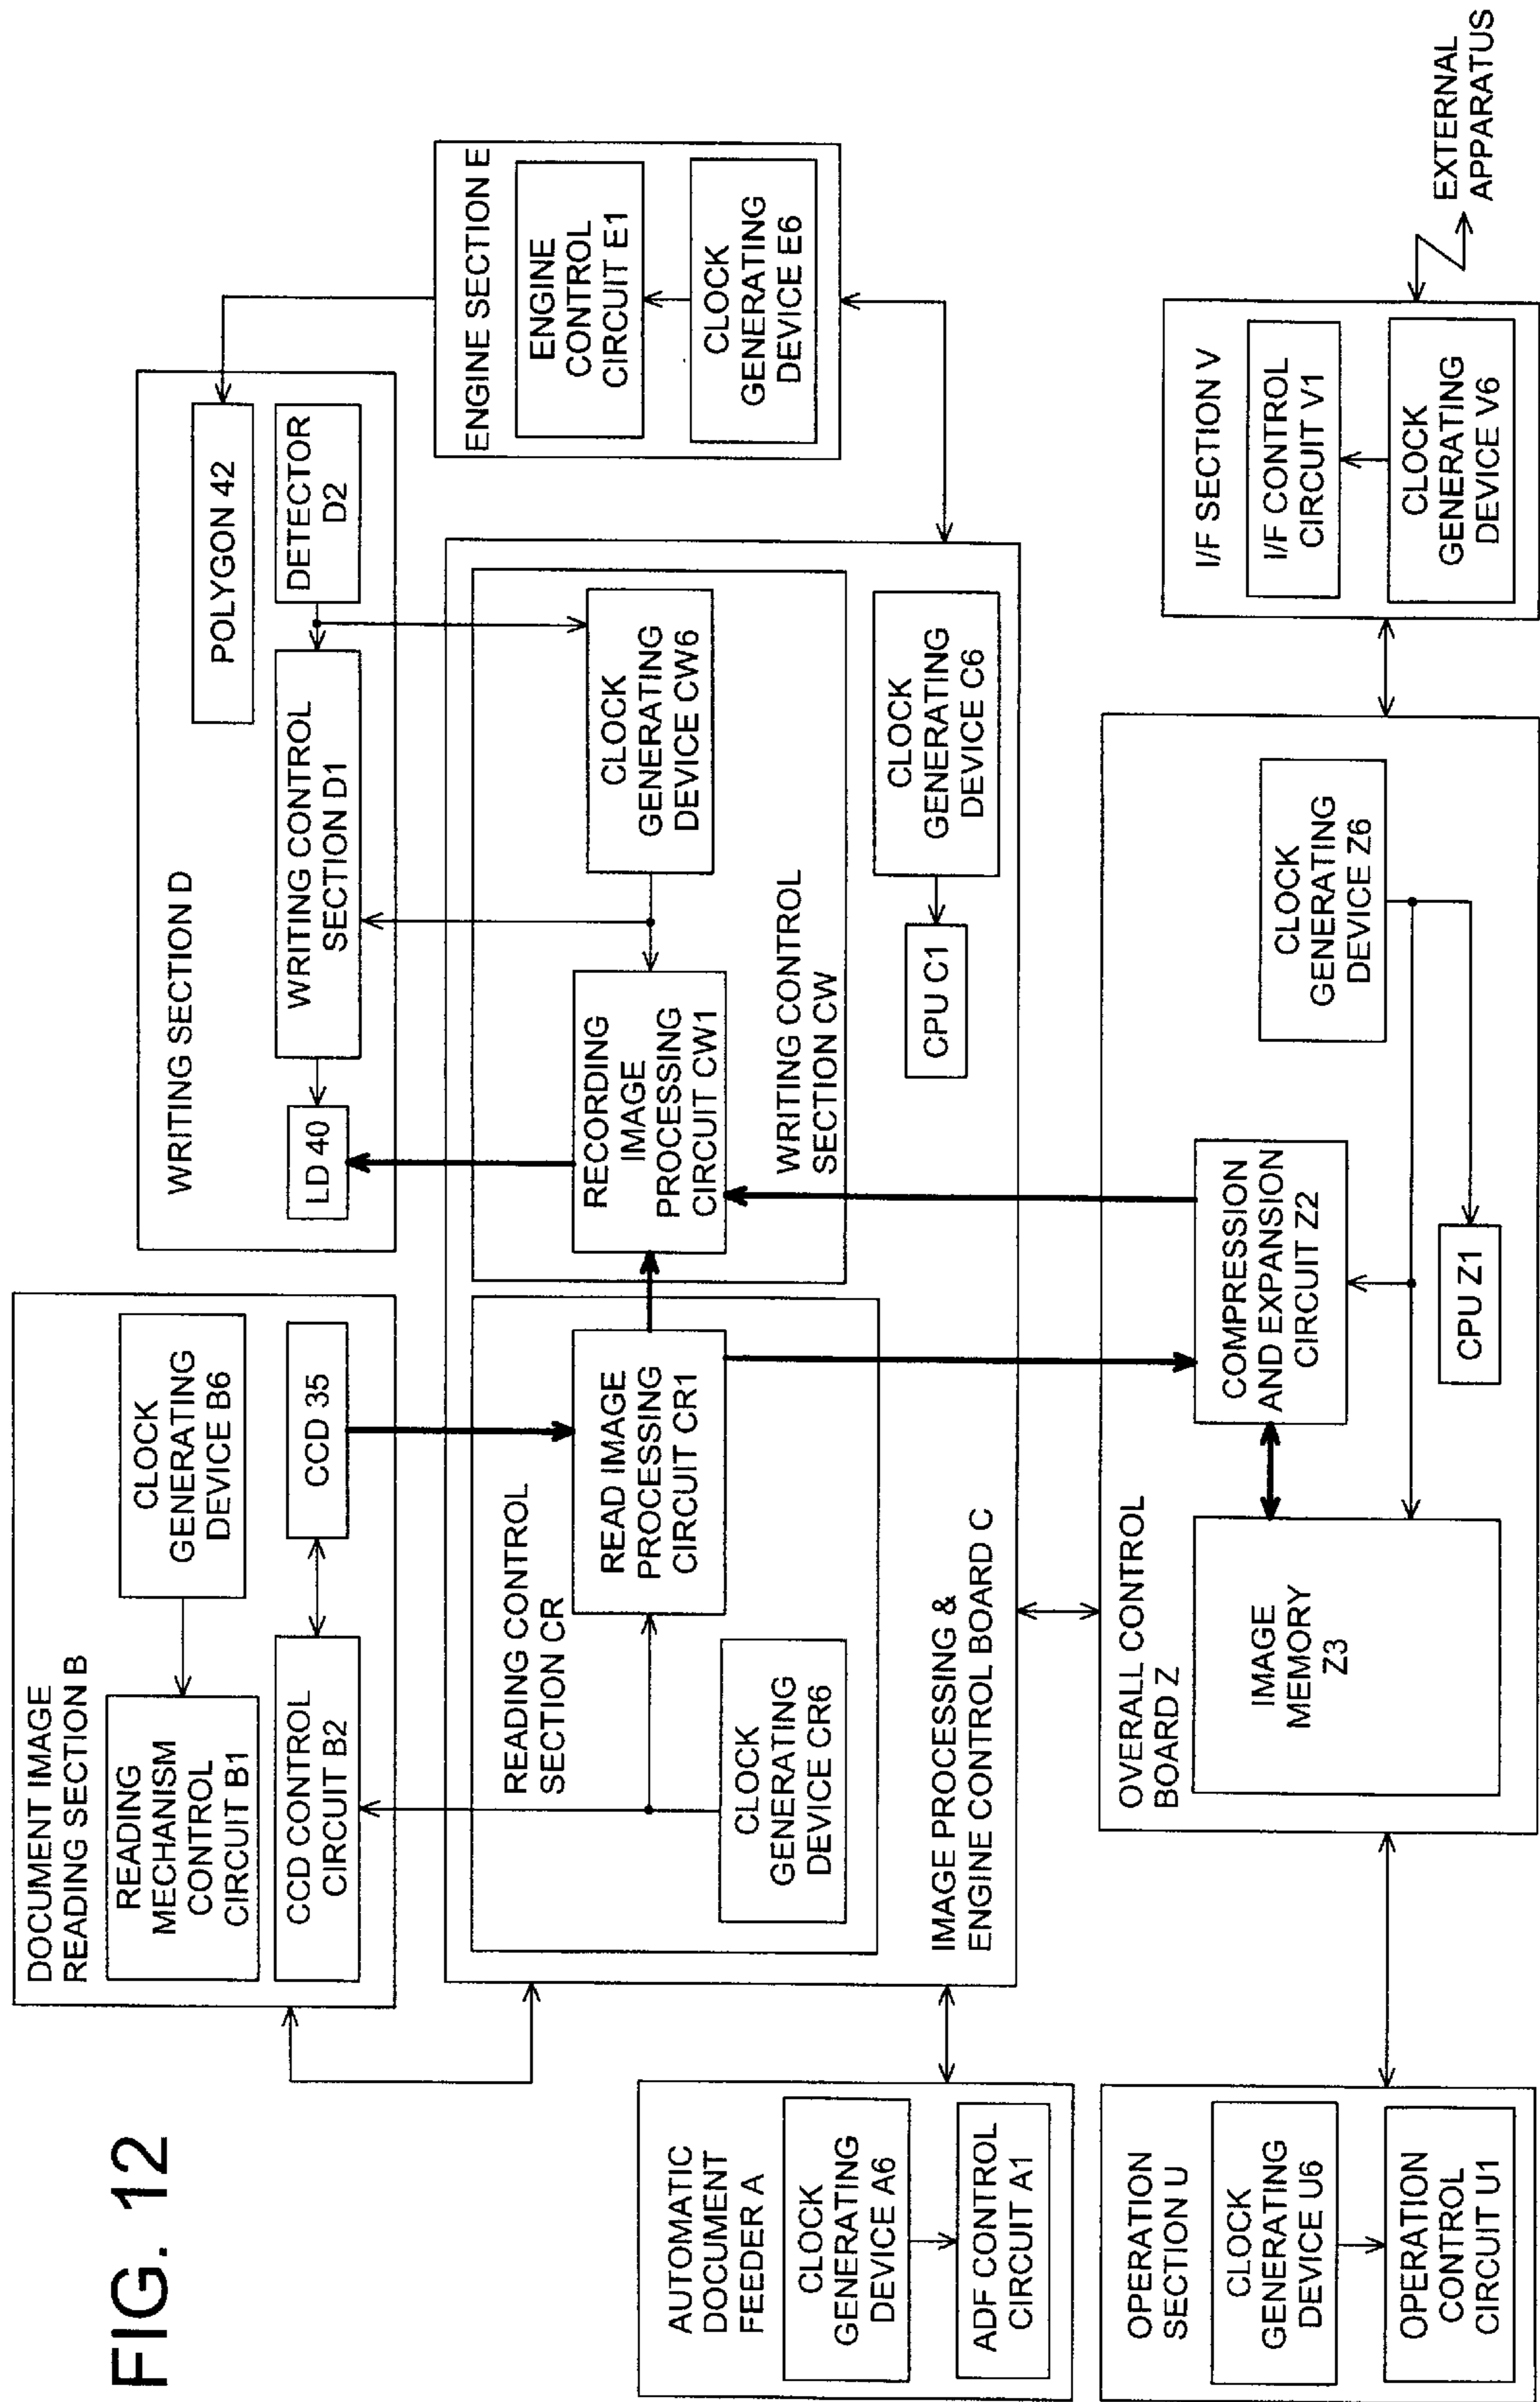 FIG. 12
DOCUMENT IMAGE
READING SECTION B
READING
MECHANISM
CONTROL
CIRCUIT B1
CLOCK
GENERATING
DEVICE B6
CCD CONTROL
CIRCUIT B2
CCD 35
WRITING SECTION D
POLYGON 42
LD 40
WRITING CONTROL
SECTION D1
DETECTOR
D2
ENGINE SECTION E
ENGINE
CONTROL
CIRCUIT E1
CLOCK
GENERATING
DEVICE E6
READING CONTROL
SECTION CR
READ IMAGE
PROCESSING
CIRCUIT CR1
CLOCK
GENERATING
DEVICE CR6
RECORDING
IMAGE
PROCESSING
CIRCUIT CW1
CLOCK
GENERATING
DEVICE CW6
WRITING CONTROL
SECTION CW
IMAGE PROCESSING &
ENGINE CONTROL BOARD C
CPU C1
CLOCK
GENERATING
DEVICE C6
AUTOMATIC
DOCUMENT
FEEDER A
CLOCK
GENERATING
DEVICE A6
ADF CONTROL
CIRCUIT A1
OPERATION
SECTION U
CLOCK
GENERATING
DEVICE U6
OPERATION
CONTROL
CIRCUIT U1
OVERALL CONTROL
BOARD Z
IMAGE
MEMORY
Z3
COMPRESSION
AND EXPANSION
CIRCUIT Z2
CPU Z1
CLOCK
GENERATING
DEVICE Z6
I/F SECTION V
I/F CONTROL
CIRCUIT V1
CLOCK
GENERATING
DEVICE V6
EXTERNAL
APPARATUS